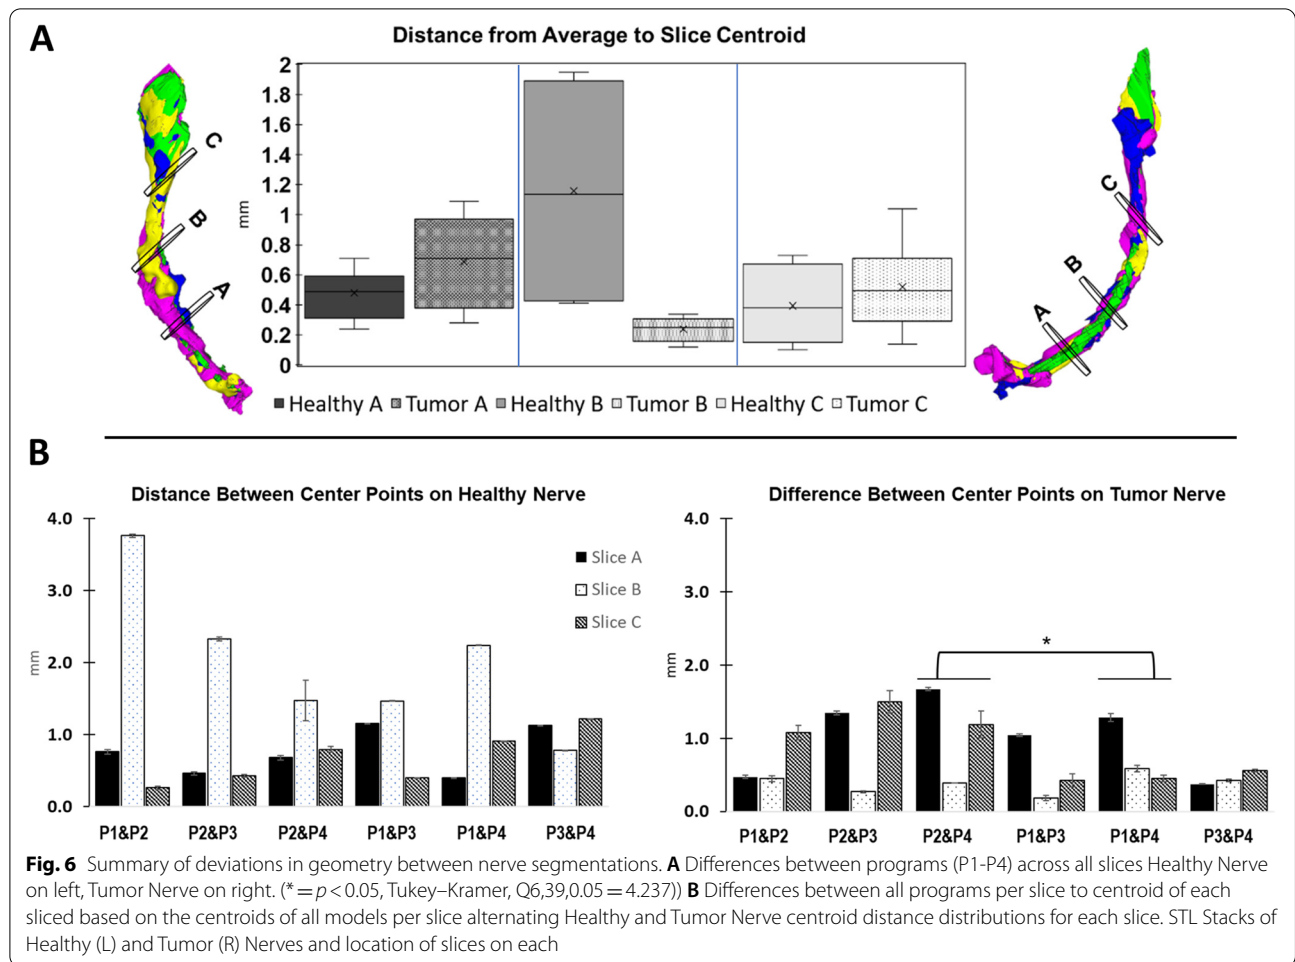 A
Distance from Average to Slice Centroid
2
1.8
1.6
1.4
1.2
1
0.8
0.6
0.4
0.2
0
mm
C
B
A
C
B
A
Healthy A Tumor A Healthy B Tumor B Healthy C Tumor C
B
Distance Between Center Points on Healthy Nerve
4.0
3.0
2.0
1.0
0.0
mm
Slice A
Slice B
Slice C
P1&P2 P2&P3 P2&P4 P1&P3 P1&P4 P3&P4
Difference Between Center Points on Tumor Nerve
4.0
3.0
2.0
1.0
0.0
mm
*
P1&P2 P2&P3 P2&P4 P1&P3 P1&P4 P3&P4
Fig. 6 Summary of deviations in geometry between nerve segmentations. A Differences between programs (P1-P4) across all slices Healthy Nerve
on left, Tumor Nerve on right. (* = p < 0.05, Tukey–Kramer, Q6,39,0.05 = 4.237)) B Differences between all programs per slice to centroid of each
sliced based on the centroids of all models per slice alternating Healthy and Tumor Nerve centroid distance distributions for each slice. STL Stacks of
Healthy (L) and Tumor (R) Nerves and location of slices on each